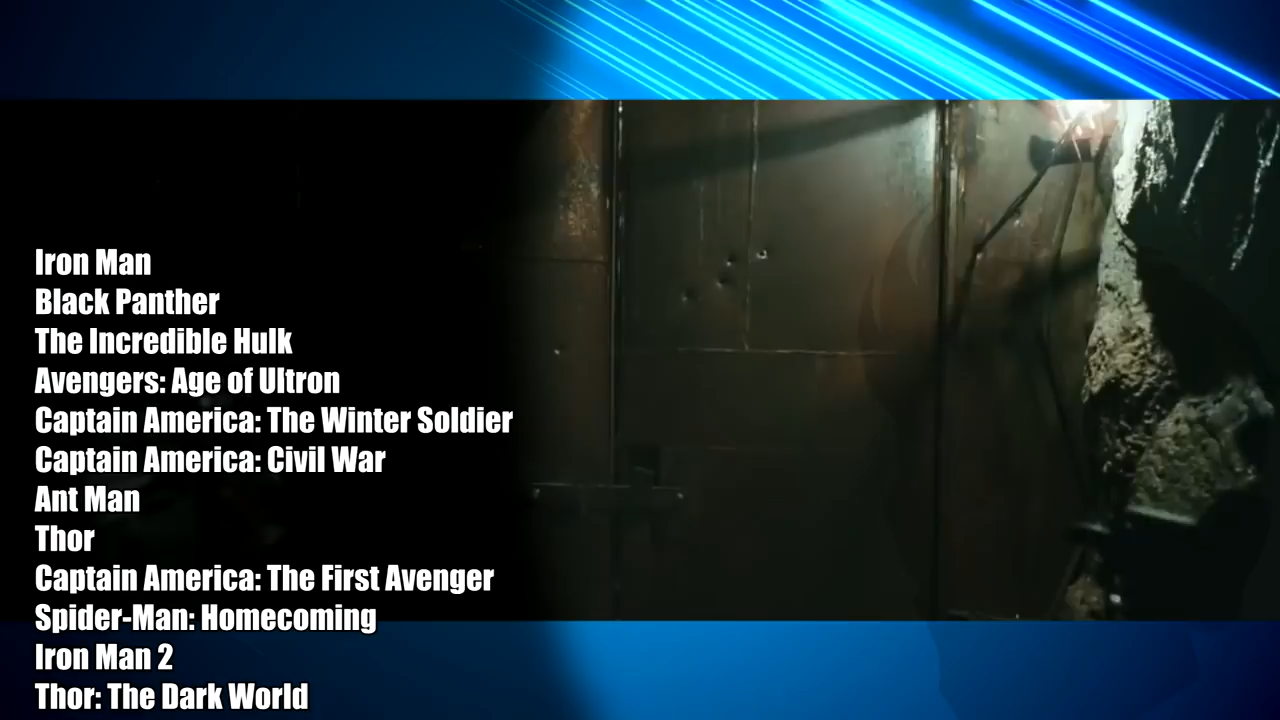 Iron Man
Black Panther
The Incredible Hulk
Avengers: Age of Ultron
Captain America: The Winter Soldier
Captain America: Civil War
Ant Man
Thor
Captain America: The First Avenger
Spider-Man: Homecoming
Iron Man 2
Thor: The Dark World